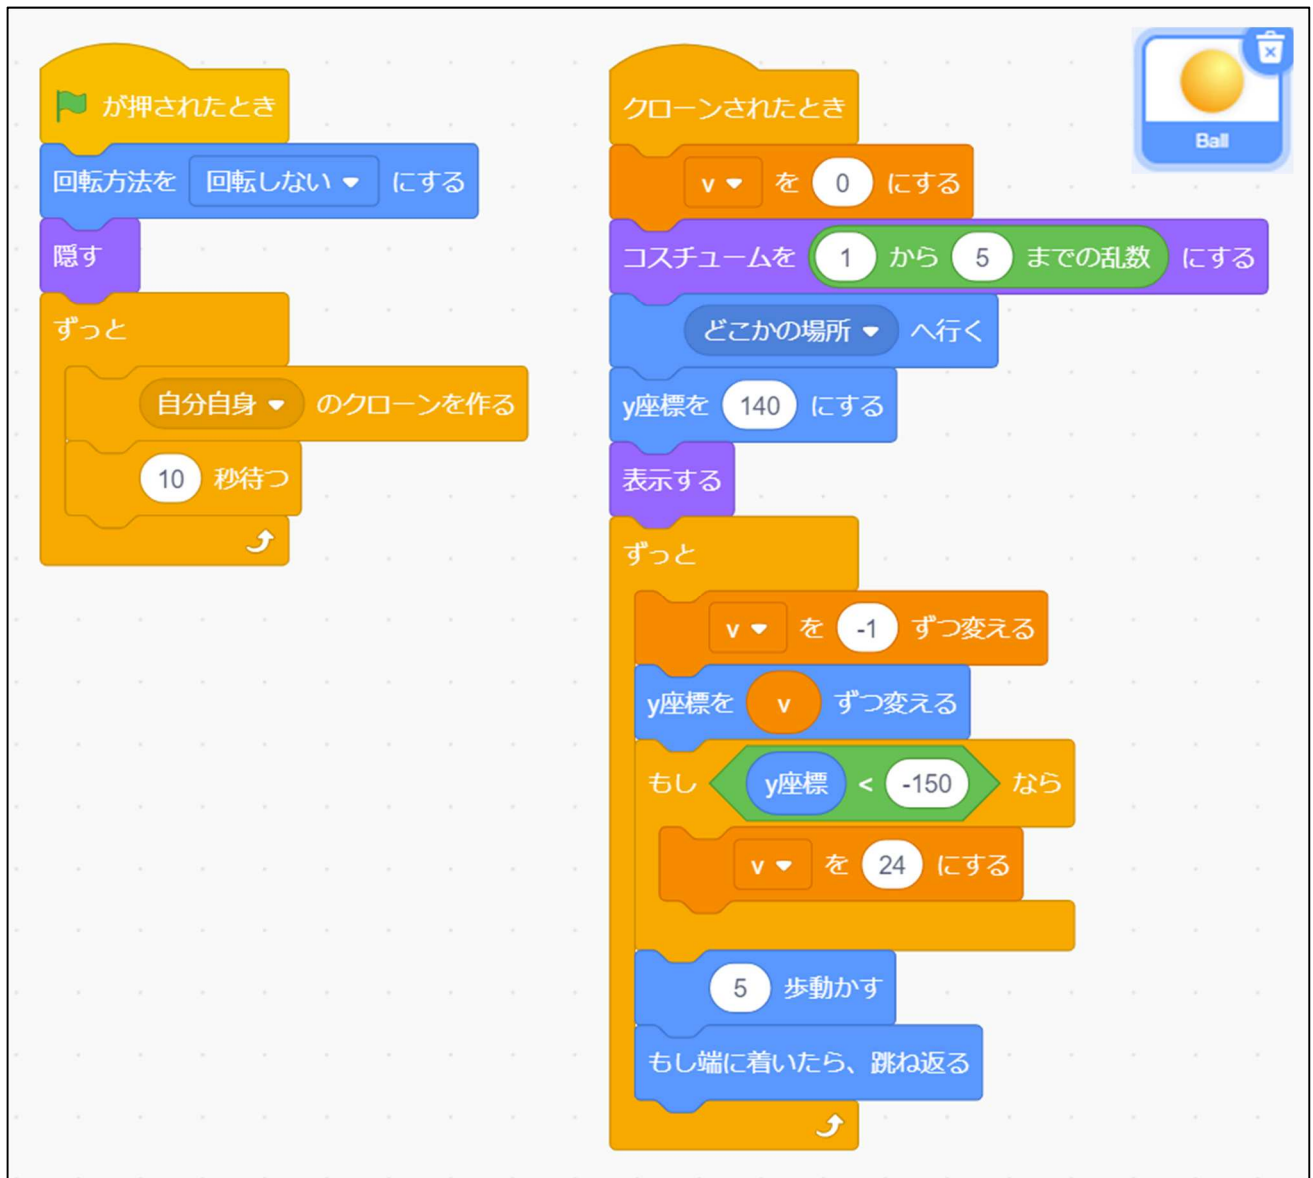 が押されたとき
回転方法を 回転しない にする
隠す
ずっと
自分自身 のクローンを作る
10 秒待つ
クローンされたとき
v を 0 にする
コスチュームを 1 から 5 までの乱数 にする
どこかの場所 へ行く
y座標を 140 にする
表示する
ずっと
v を -1 ずつ変える
y座標を v ずつ変える
もし y座標 < -150 なら
v を 24 にする
5 歩動かす
もし端に着いたら、跳ね返る
Ball